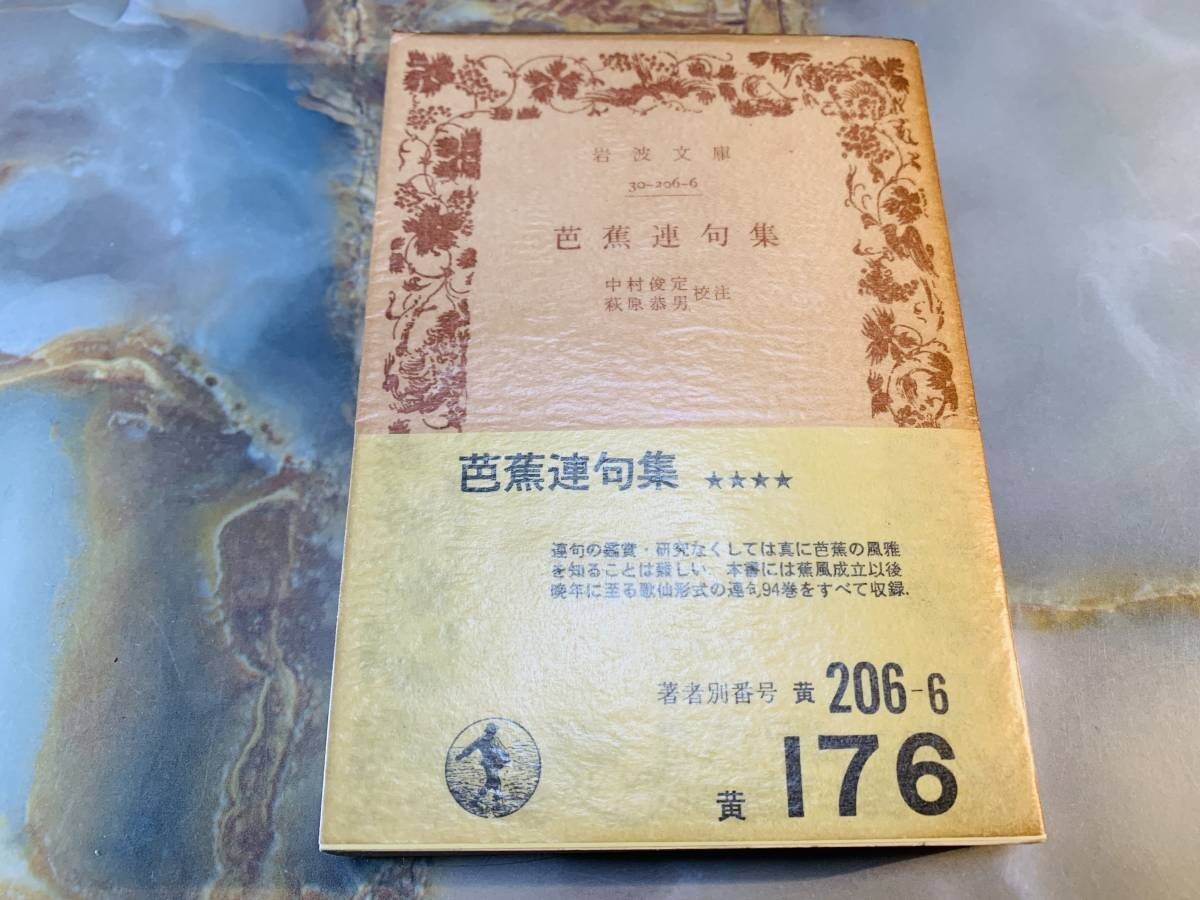 岩波文庫
30-206-6
芭蕉連句集
中村俊定
萩原恭男
校注
芭蕉連句集 ★★★★
連句の鑑賞・研究なくしては真に芭蕉の風雅
を知ることは難しい．本書には蕉風成立以後
晩年に至る歌仙形式の連句94巻をすべて収録．
著者別番号 黄 206-6
黄 176